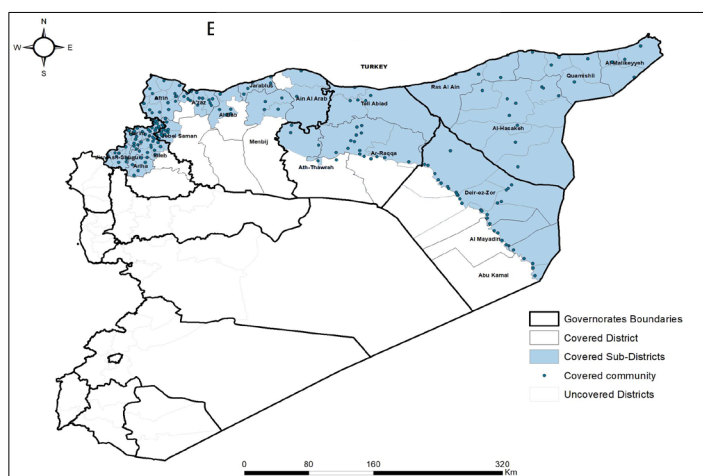 E
N
W E
S
TURKEY
Jarablus
Al-Malikeyyeh
Quamishli
Ras Al Ain
Afrin
A'zaz
Ain Al Arab
Tell Abiad
Al Bab
Al-Hasakeh
Jebel Saman
Menbij
Ar-Raqqa
Idleb
Ariha
Ath-Thawrah
Deir-ez-Zor
Al Mayadin
Abu Kamal
Governorates Boundaries
Covered District
Covered Sub-Districts
Covered community
Uncovered Districts
0 80 160 320
Km